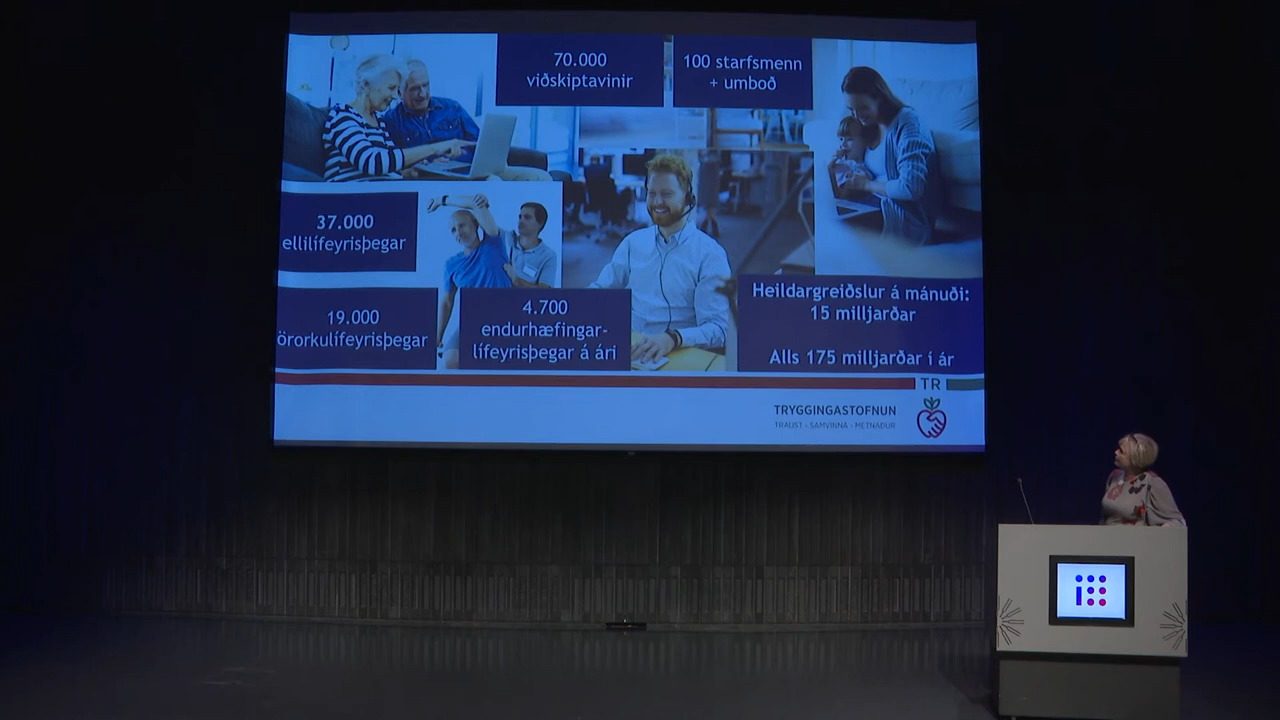 70.000
viðskiptavinir
100 starfsmenn
+ umboð
37.000
ellilífeyrisþegar
19.000
örorkulífeyrisþegar
4.700
endurhæfingar-
lífeyrisþegar á ári
Heildargreiðslur á mánuði:
15 milljarðar
Alls 175 milljarðar í ár
TR
TRYGGINGASTOFNUN
TRAUST - SAMVINNA - METNAÐUR